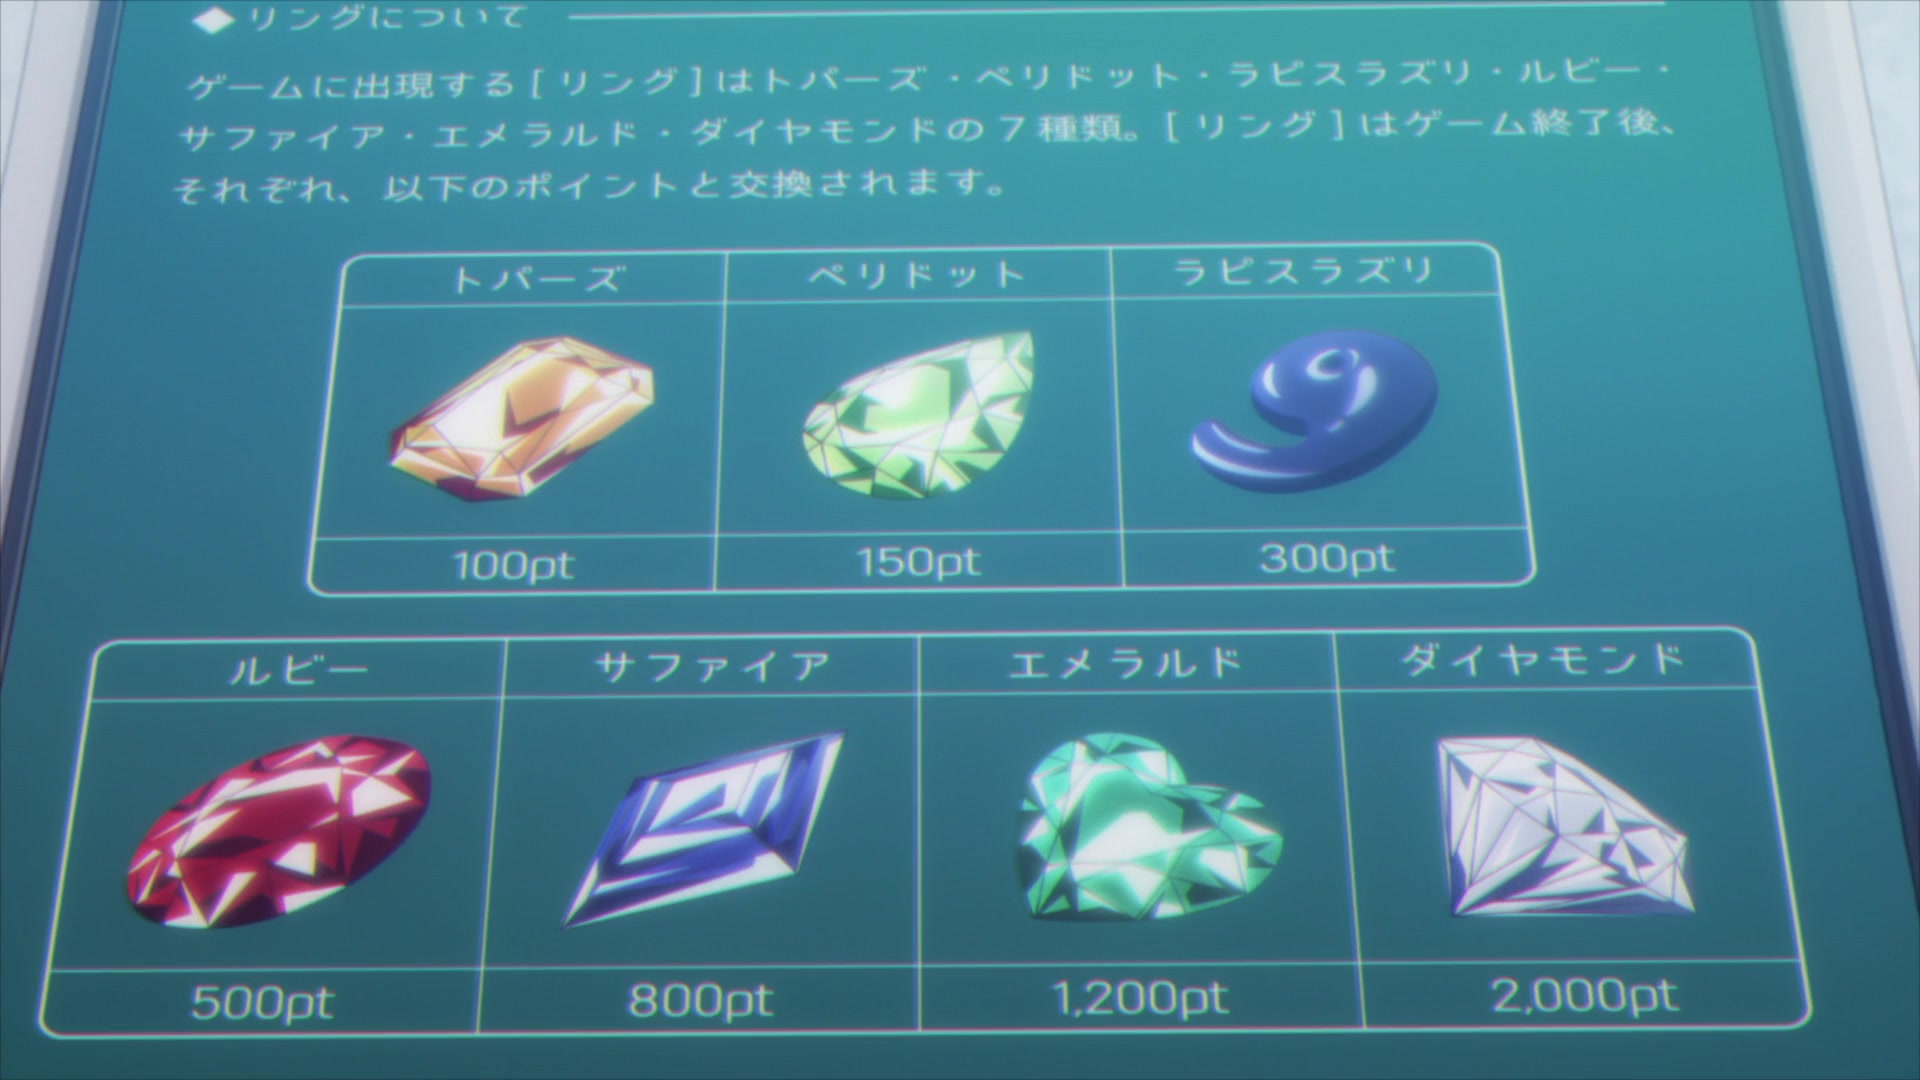 ◆リングについて
ゲームに出現する[リング]はトパーズ・ペリドット・ラピスラズリ・ルビー・
サファイア・エメラルド・ダイヤモンドの7種類。[リング]はゲーム終了後、
それぞれ、以下のポイントと交換されます。
トパーズ ペリドット ラピスラズリ
100pt 150pt 300pt
ルビー サファイア エメラルド ダイヤモンド
500pt 800pt 1,200pt 2,000pt